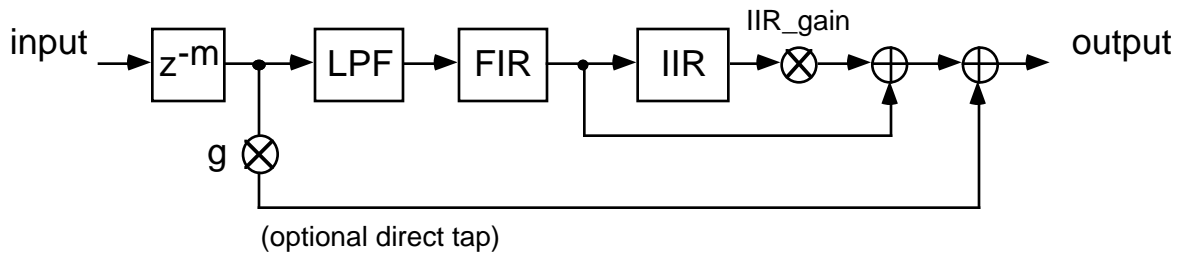 IIR_gain
input
output
z-m
LPF
FIR
IIR
g
(optional direct tap)